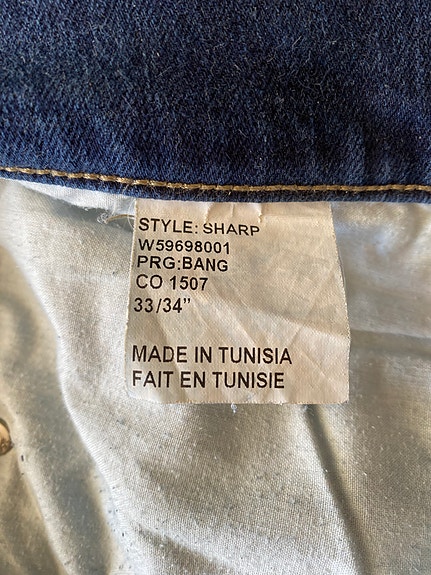 STYLE: SHARP
W59698001
PRG:BANG
CO 1507
33/34"
MADE IN TUNISIA
FAIT EN TUNISIE